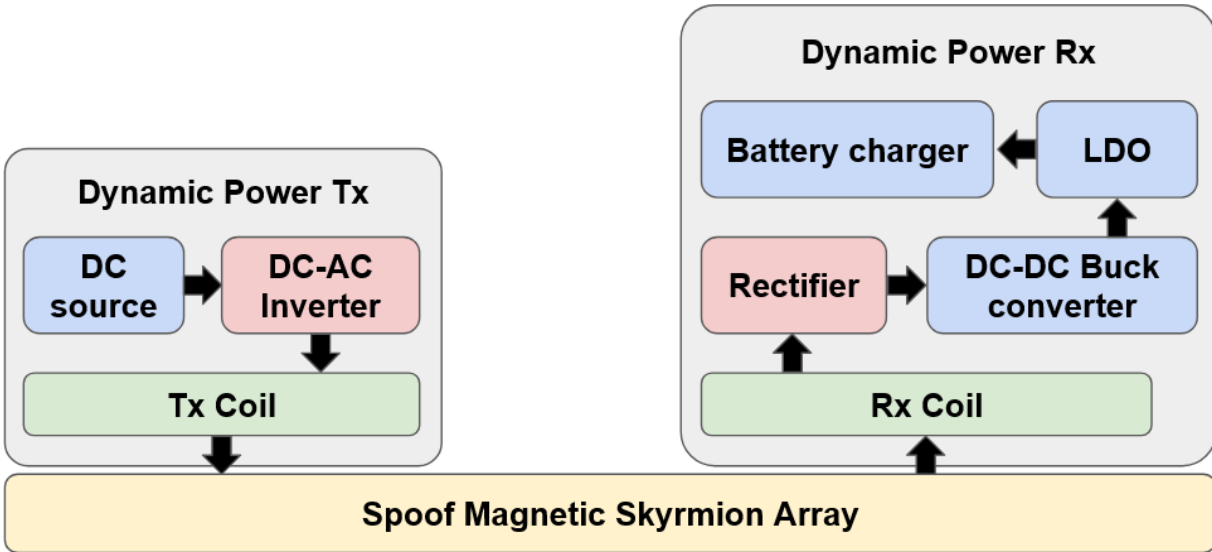 Dynamic Power Tx
DC
source
DC-AC
Inverter
Tx Coil
Dynamic Power Rx
Battery charger
LDO
Rectifier
DC-DC Buck
converter
Rx Coil
Spoof Magnetic Skyrmion Array